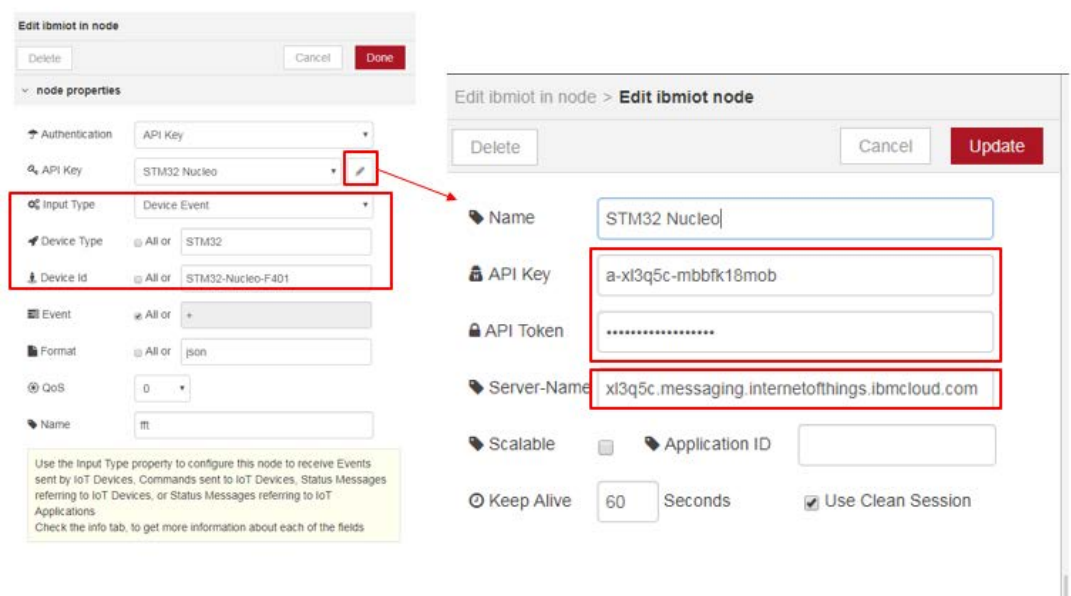 Edit ibmiot in node
Delete
Cancel
Done
node properties
Authentication
API Key
API Key
STM32 Nucleo
Input Type
Device Event
Device Type
All or
STM32
Device Id
All or
STM32-Nucleo-F401
Event
All or
+
Format
All or
json
QoS
0
Name
fft
Use the Input Type property to configure this node to receive Events
sent by IoT Devices, Commands sent to IoT Devices, Status Messages
referring to IoT Devices, or Status Messages referring to IoT
Applications
Check the info tab, to get more information about each of the fields
Edit ibmiot in node > Edit ibmiot node
Delete
Cancel
Update
Name
STM32 Nucleo
API Key
a-xl3q5c-mbbfk18mob
API Token
••••••••••••••••••
Server-Name
xl3q5c.messaging.internetofthings.ibmcloud.com
Scalable
Application ID
Keep Alive
60
Seconds
Use Clean Session